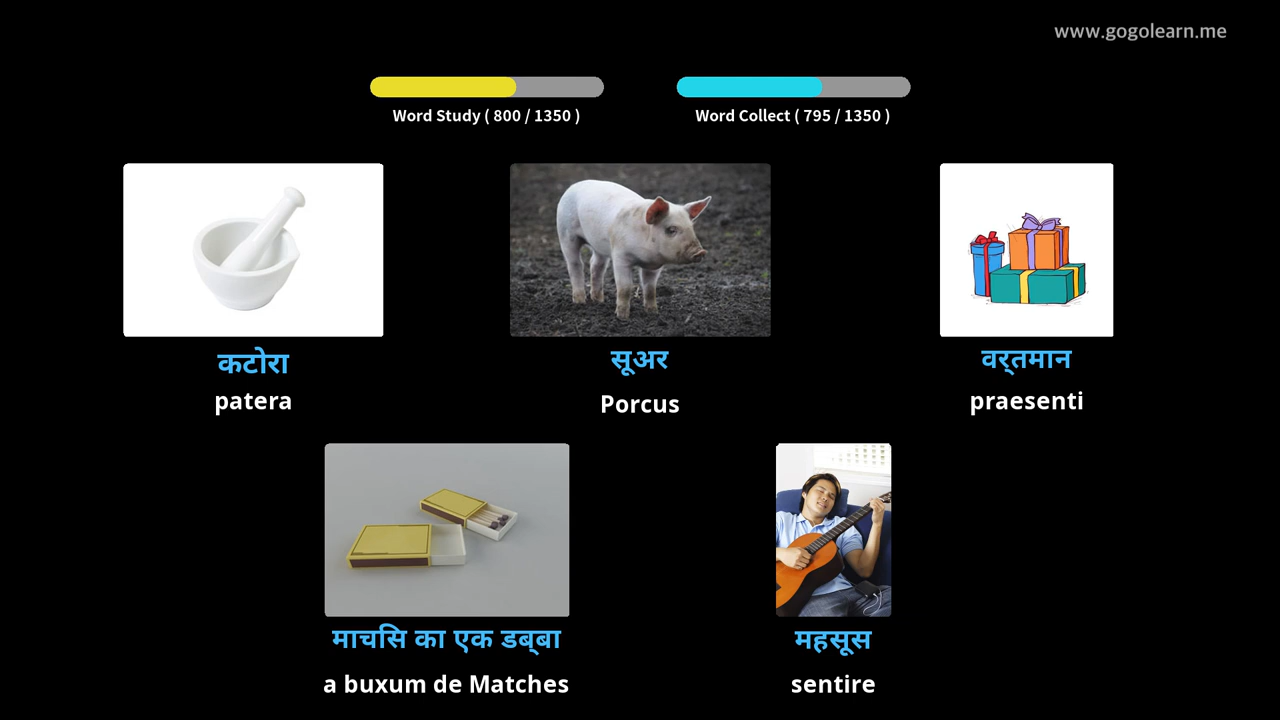 www.gogolearn.me
Word Study ( 800 / 1350 )
Word Collect ( 795 / 1350 )
कटोरा
patera
सूअर
Porcus
वर्तमान
praesenti
माचिस का एक डब्बा
a buxum de Matches
महसूस
sentire